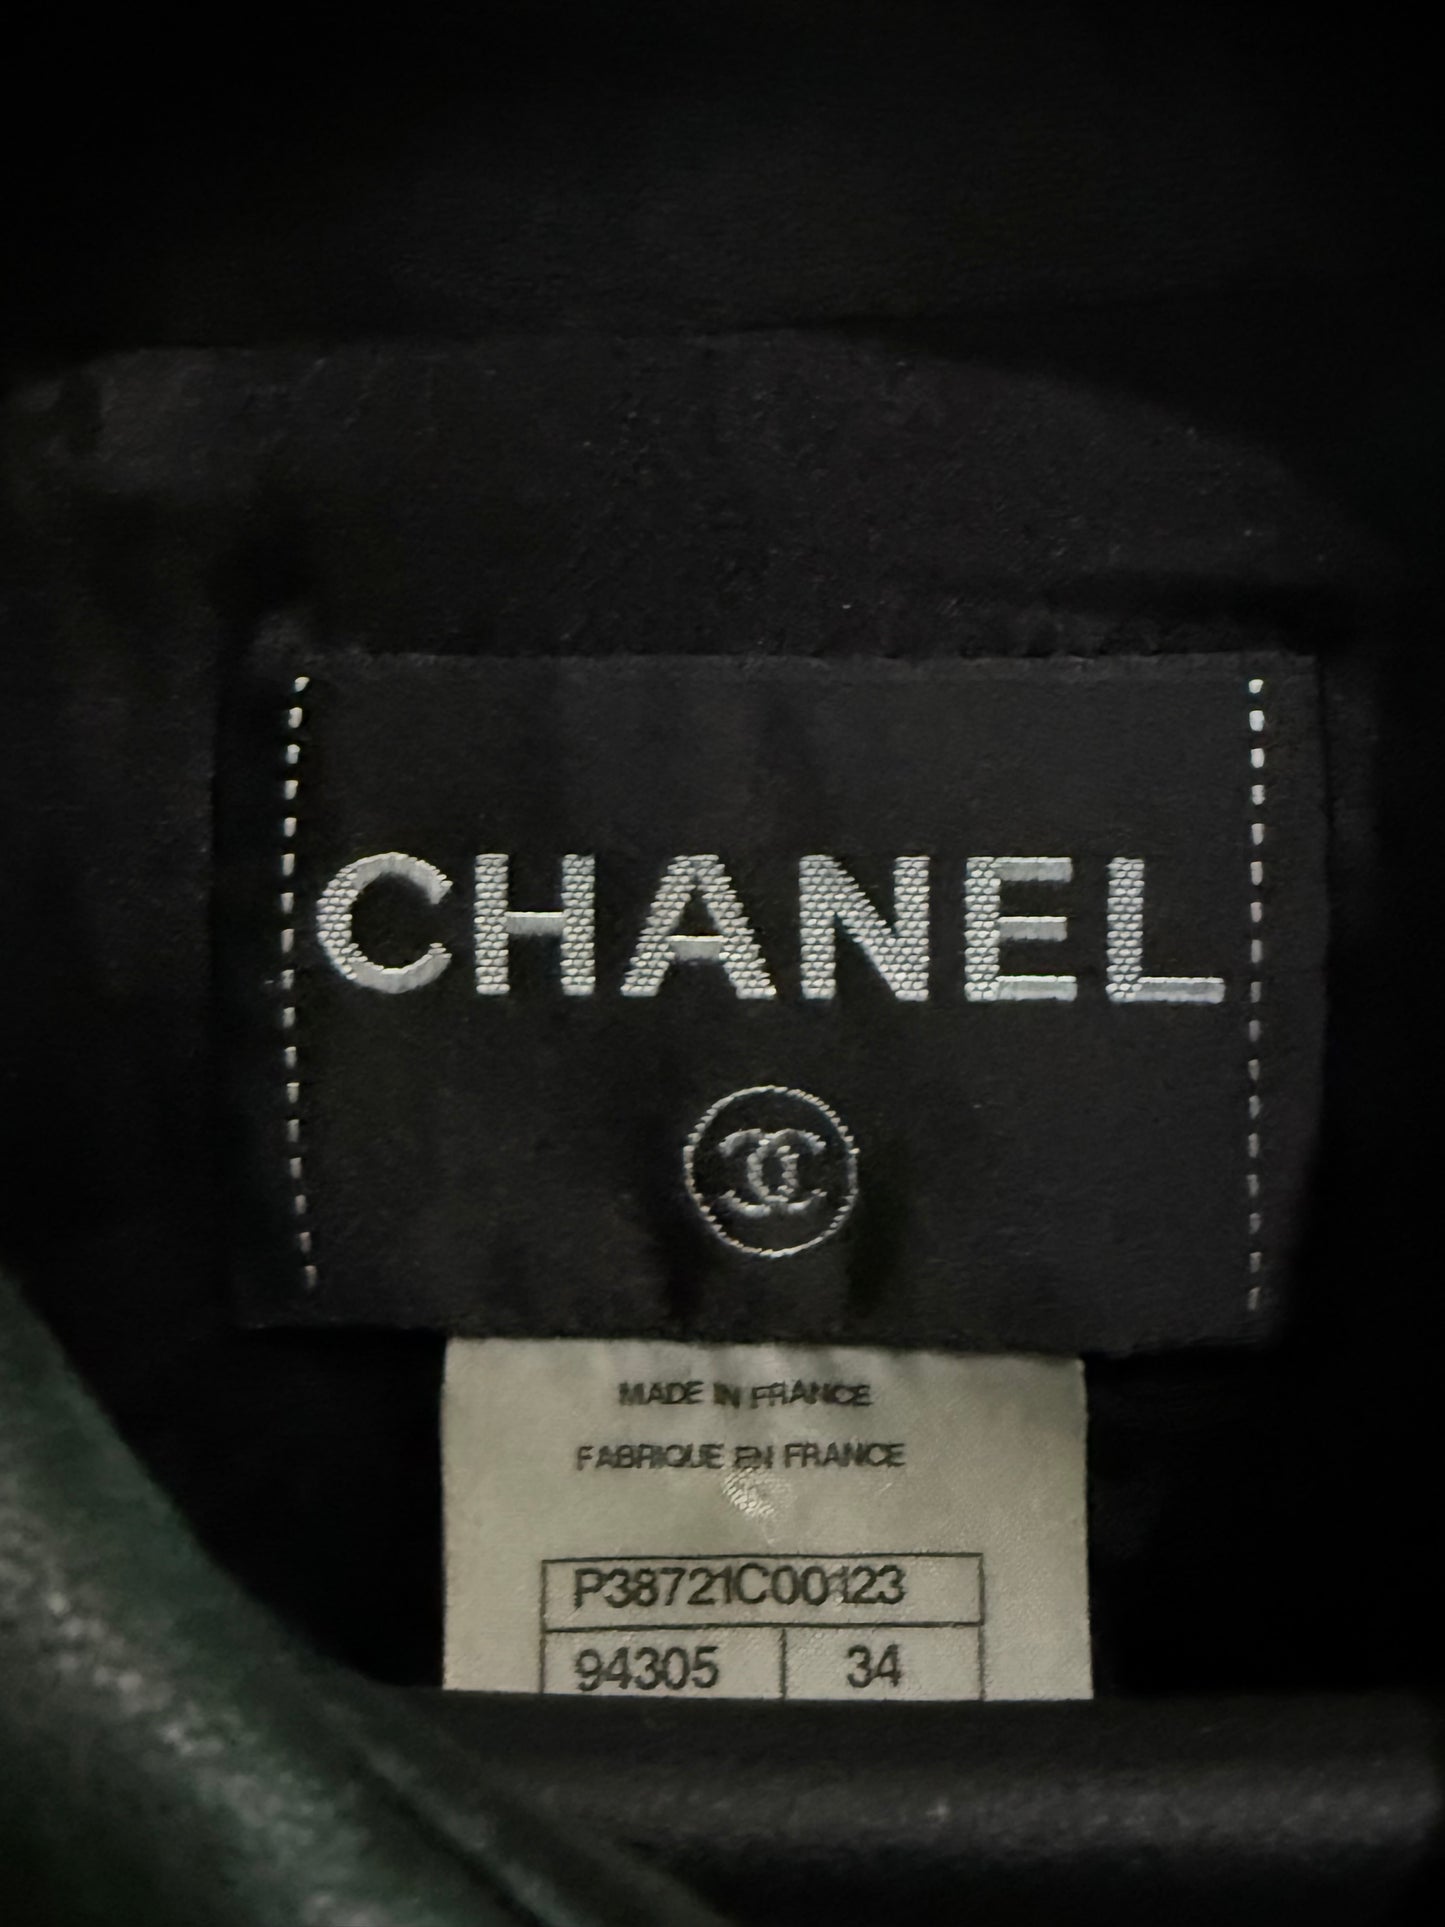 CHANEL
MADE IN FRANCE
FABRIQUE EN FRANCE
P38721C00123
94305 34